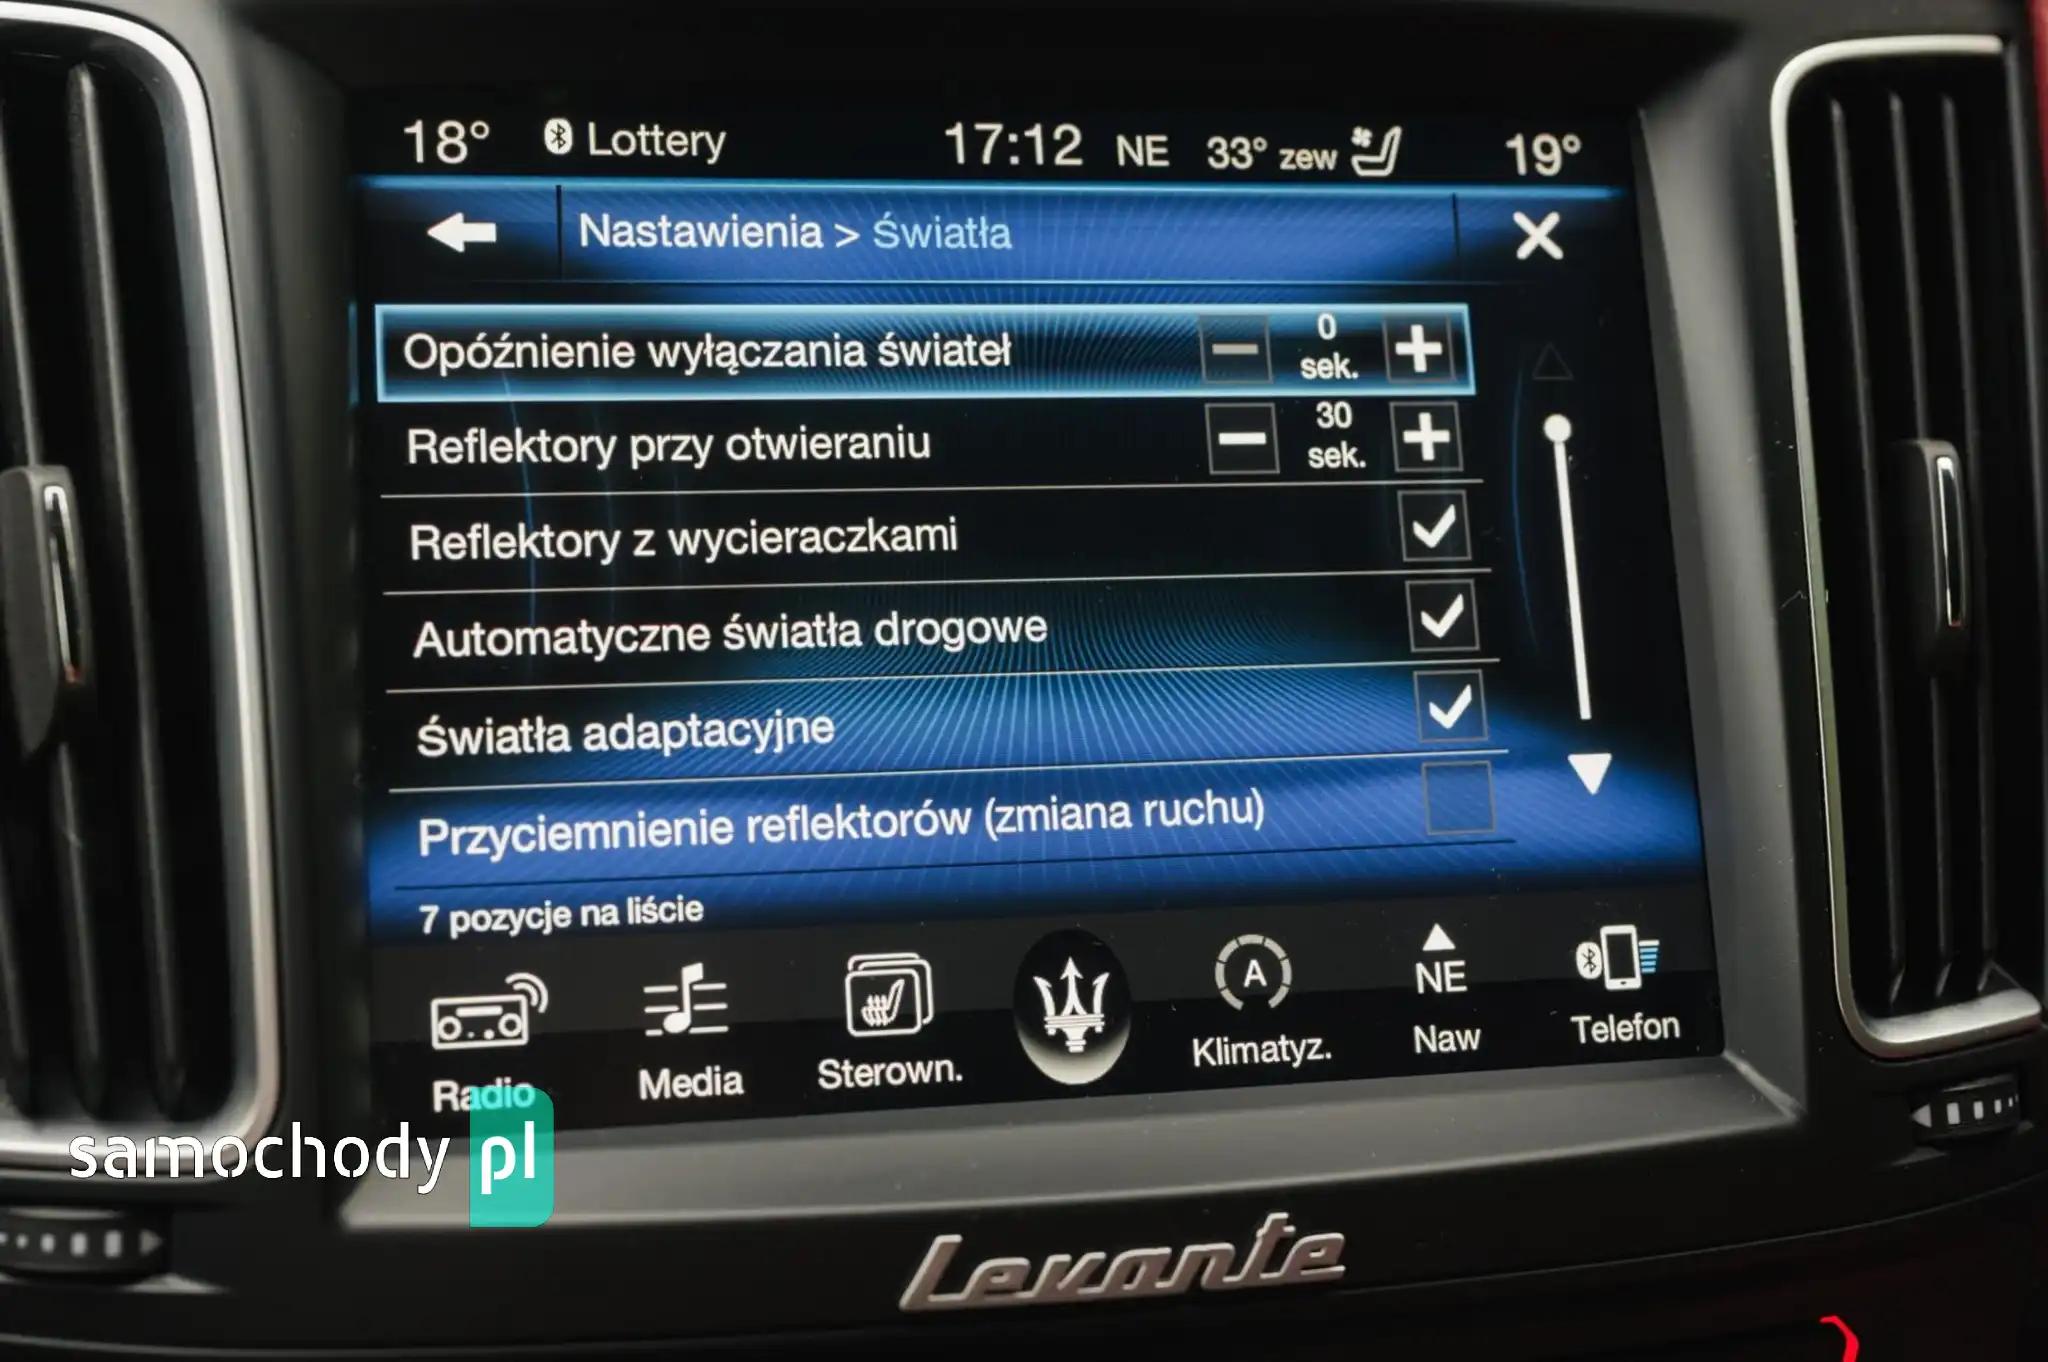 18° Lottery 17:12 NE 33° zew 19°
Nastawienia > Światła
Opóźnienie wyłączania świateł 0 sek.
Reflektory przy otwieraniu 30 sek.
Reflektory z wycieraczkami
Automatyczne światła drogowe
Światła adaptacyjne
Przyciemnienie reflektorów (zmiana ruchu)
7 pozycje na liście
A NE
Radio Media Sterown. Klimatyz. Naw Telefon
samochody pl
Levante